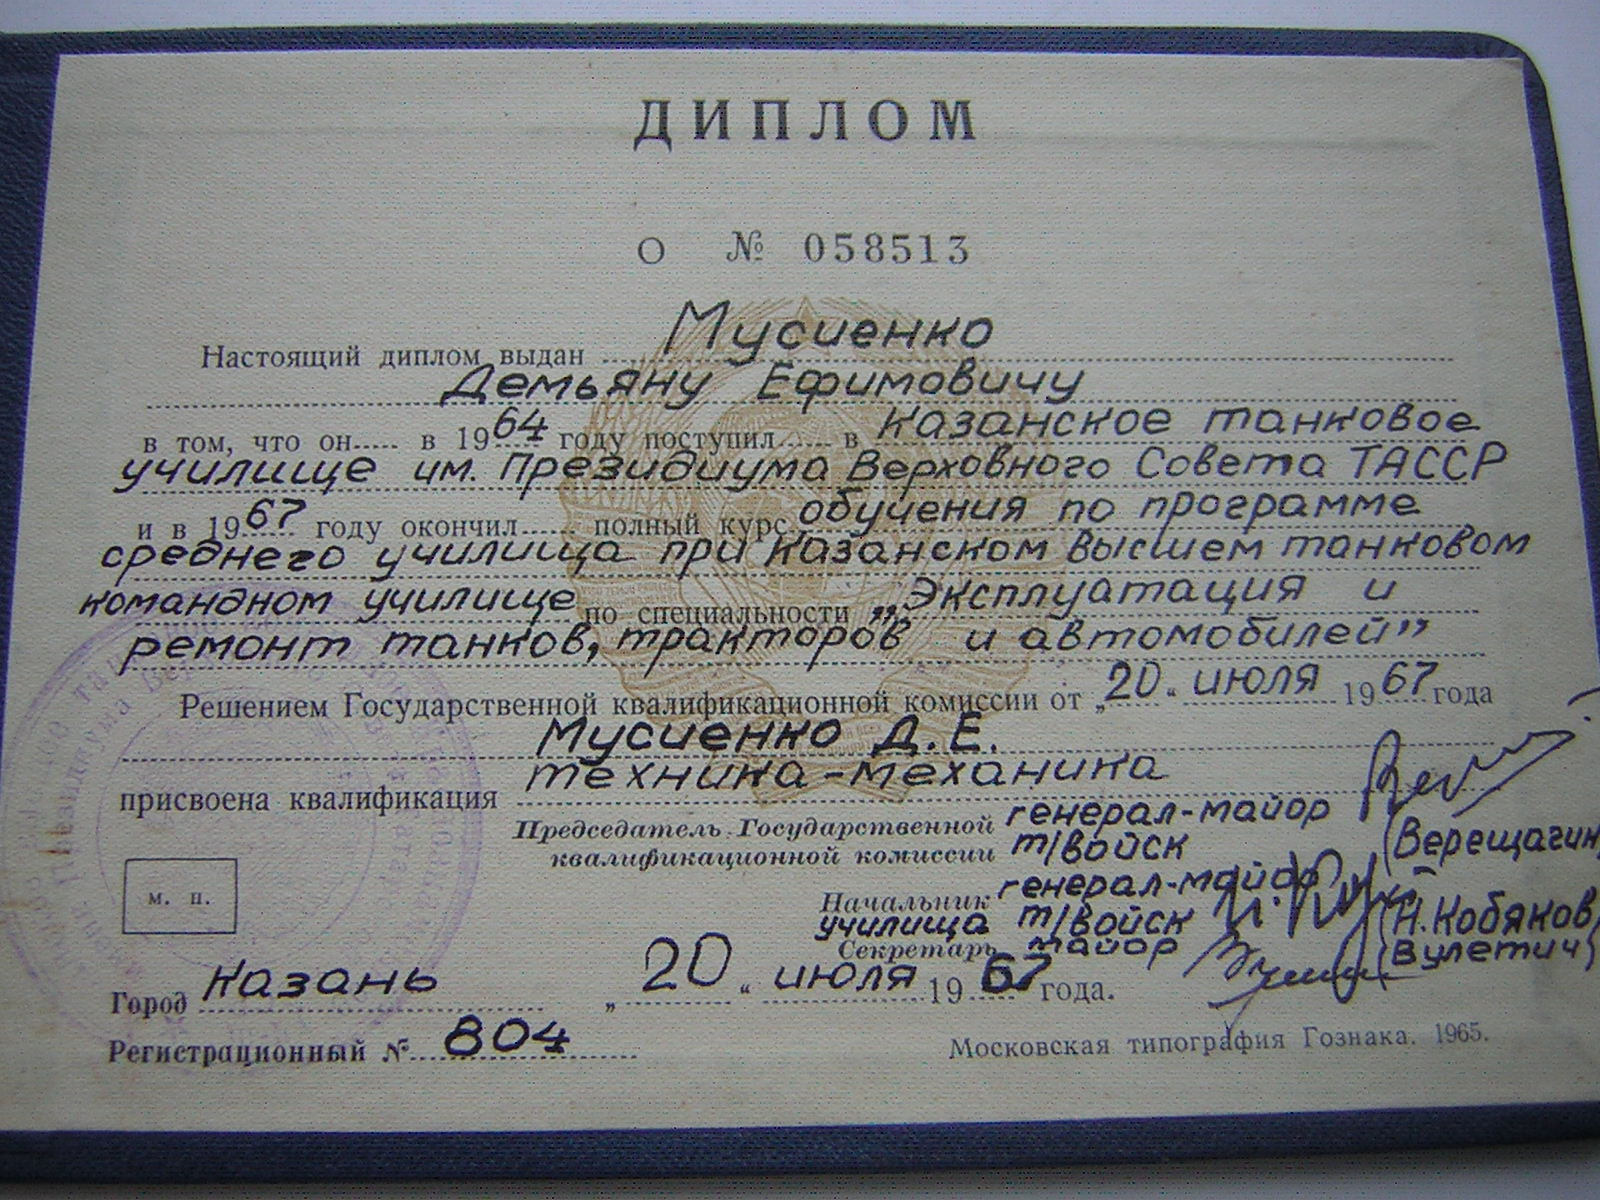 ДИПЛОМ
О № 058513
Настоящий диплом выдан Мусиенко
Демьяну Ефимовичу
в том, что он в 1964 году поступил в Казанское танковое
училище им. Президиума Верховного Совета ТАССР
и в 1967 году окончил полный курс обучения по программе
среднего училища при Казанском высшем танковом
командном училище по специальности „Эксплуатация и
ремонт танков, тракторов и автомобилей”
Решением Государственной квалификационной комиссии от „20“ июля 1967 года
Мусиенко Д.Е.
присвоена квалификация техника-механика
Председатель Государственной генерал-майор
квалификационной комиссии т/войск (Верещагин
Начальник генерал-майор
училища т/войск (Н.Кобяков)
Секретарь майор (Вулетич)
Город Казань „20“ июля 1967 года.
Регистрационный № 804
Московская типография Гознака. 1965.
м. п.